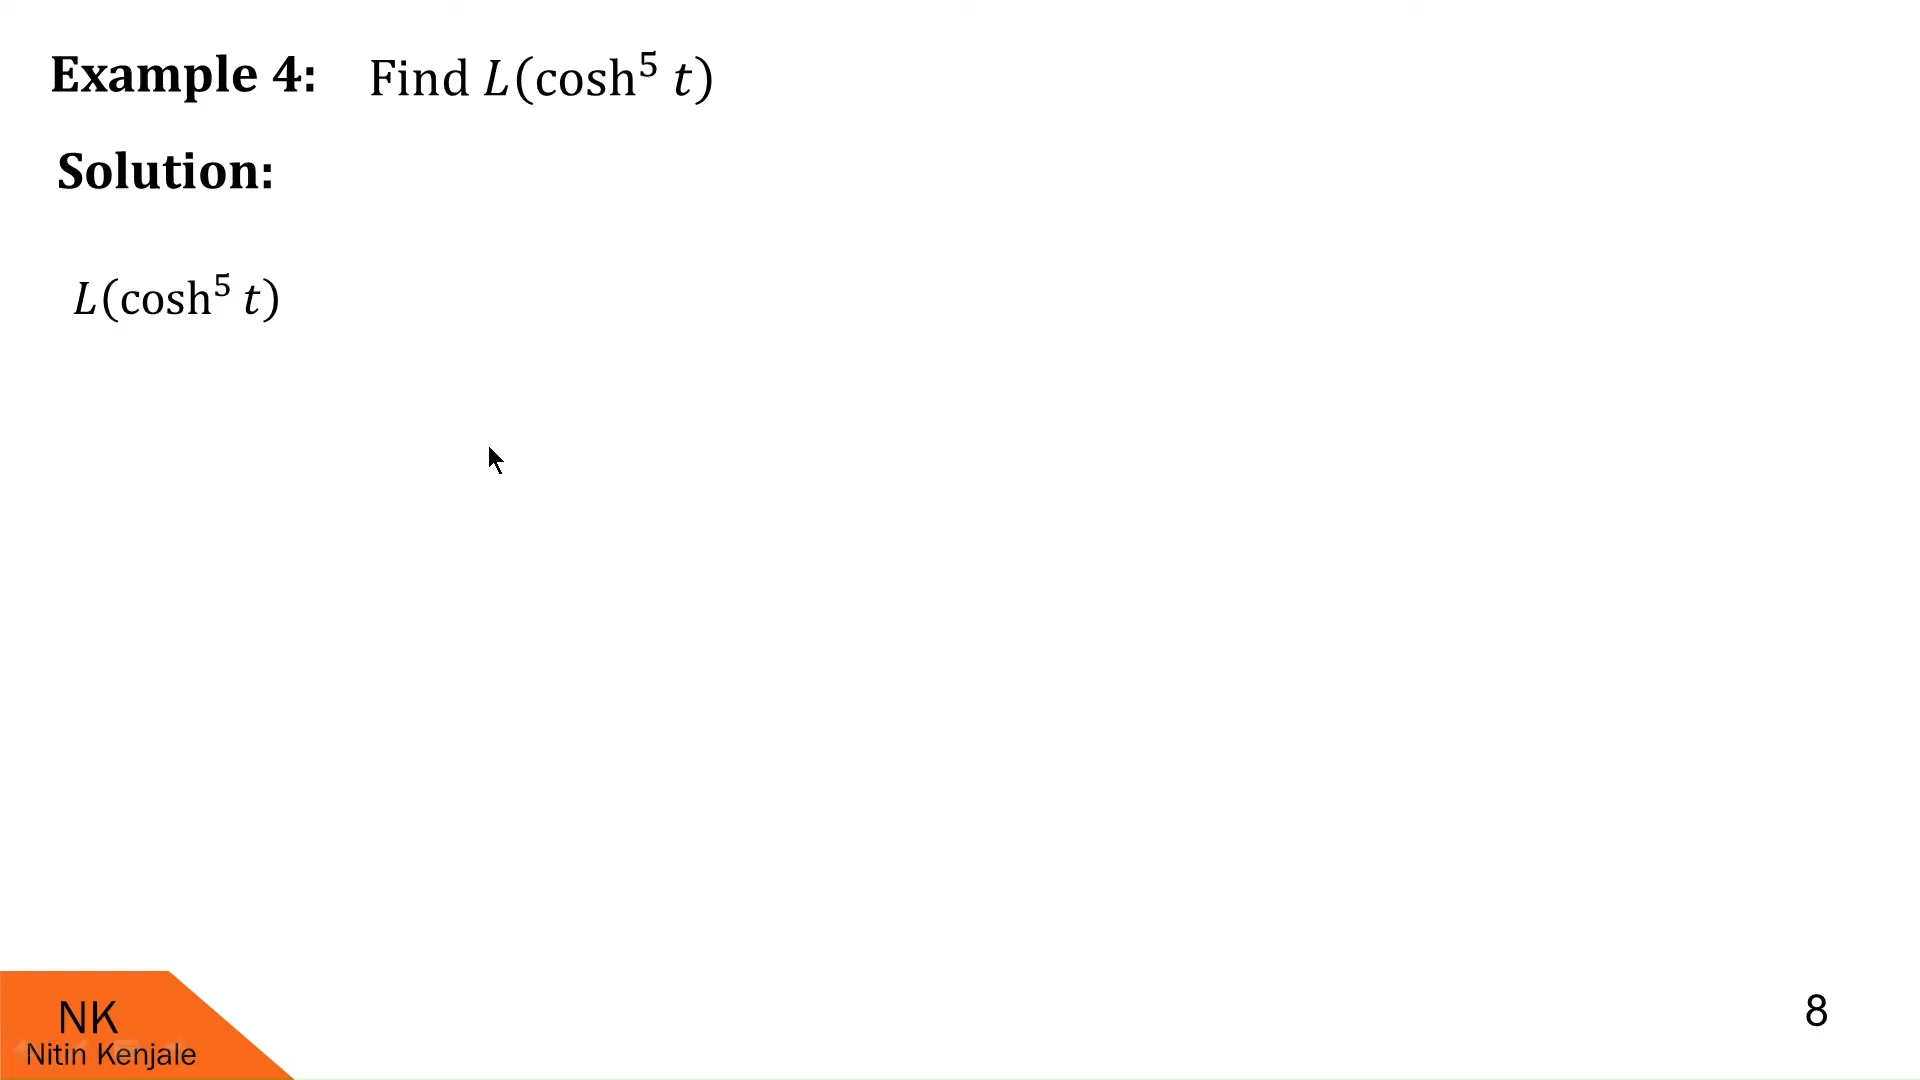 Example 4: Find L(cosh⁵ t)
Solution:
L(cosh⁵ t)
NK
Nitin Kenjale
8